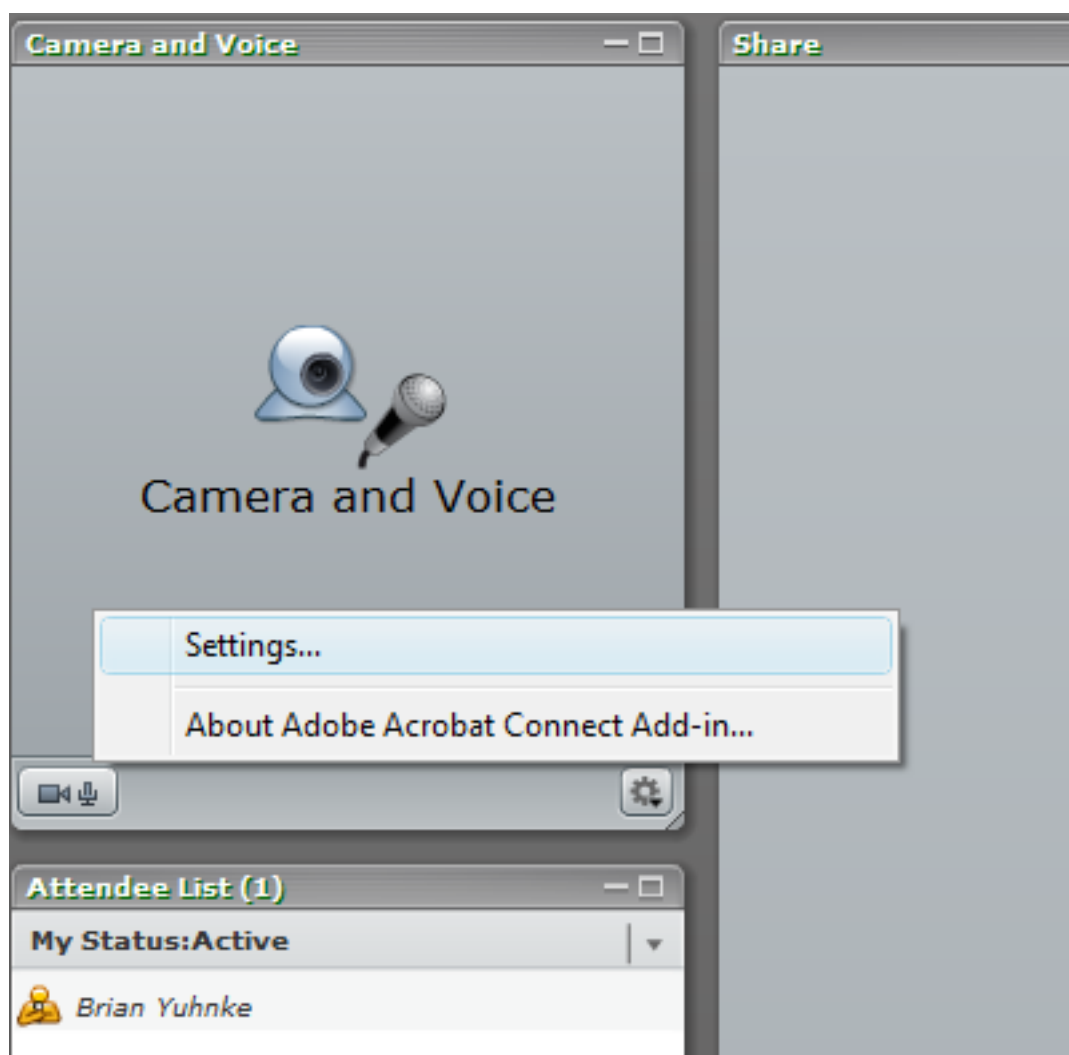 Camera and Voice
Share
Camera and Voice
Settings...
About Adobe Acrobat Connect Add-in...
Attendee List (1)
My Status:Active
Brian Yuhnke